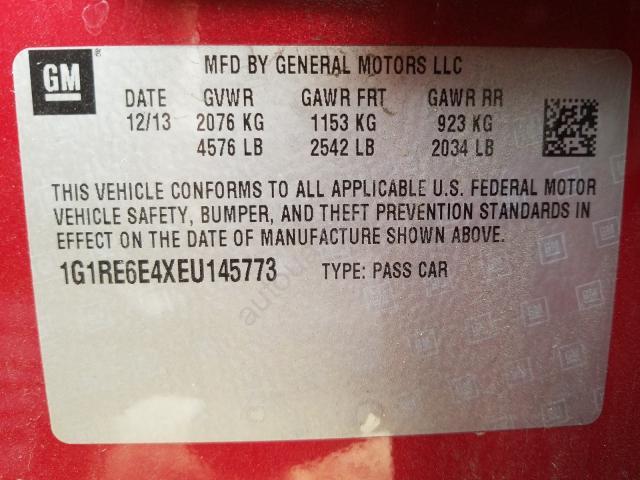 GM ®
MFD BY GENERAL MOTORS LLC
DATE GVWR GAWR FRT GAWR RR
12/13 2076 KG 1153 KG 923 KG
4576 LB 2542 LB 2034 LB
THIS VEHICLE CONFORMS TO ALL APPLICABLE U.S. FEDERAL MOTOR
VEHICLE SAFETY, BUMPER, AND THEFT PREVENTION STANDARDS IN
EFFECT ON THE DATE OF MANUFACTURE SHOWN ABOVE.
1G1RE6E4XEU145773 TYPE: PASS CAR